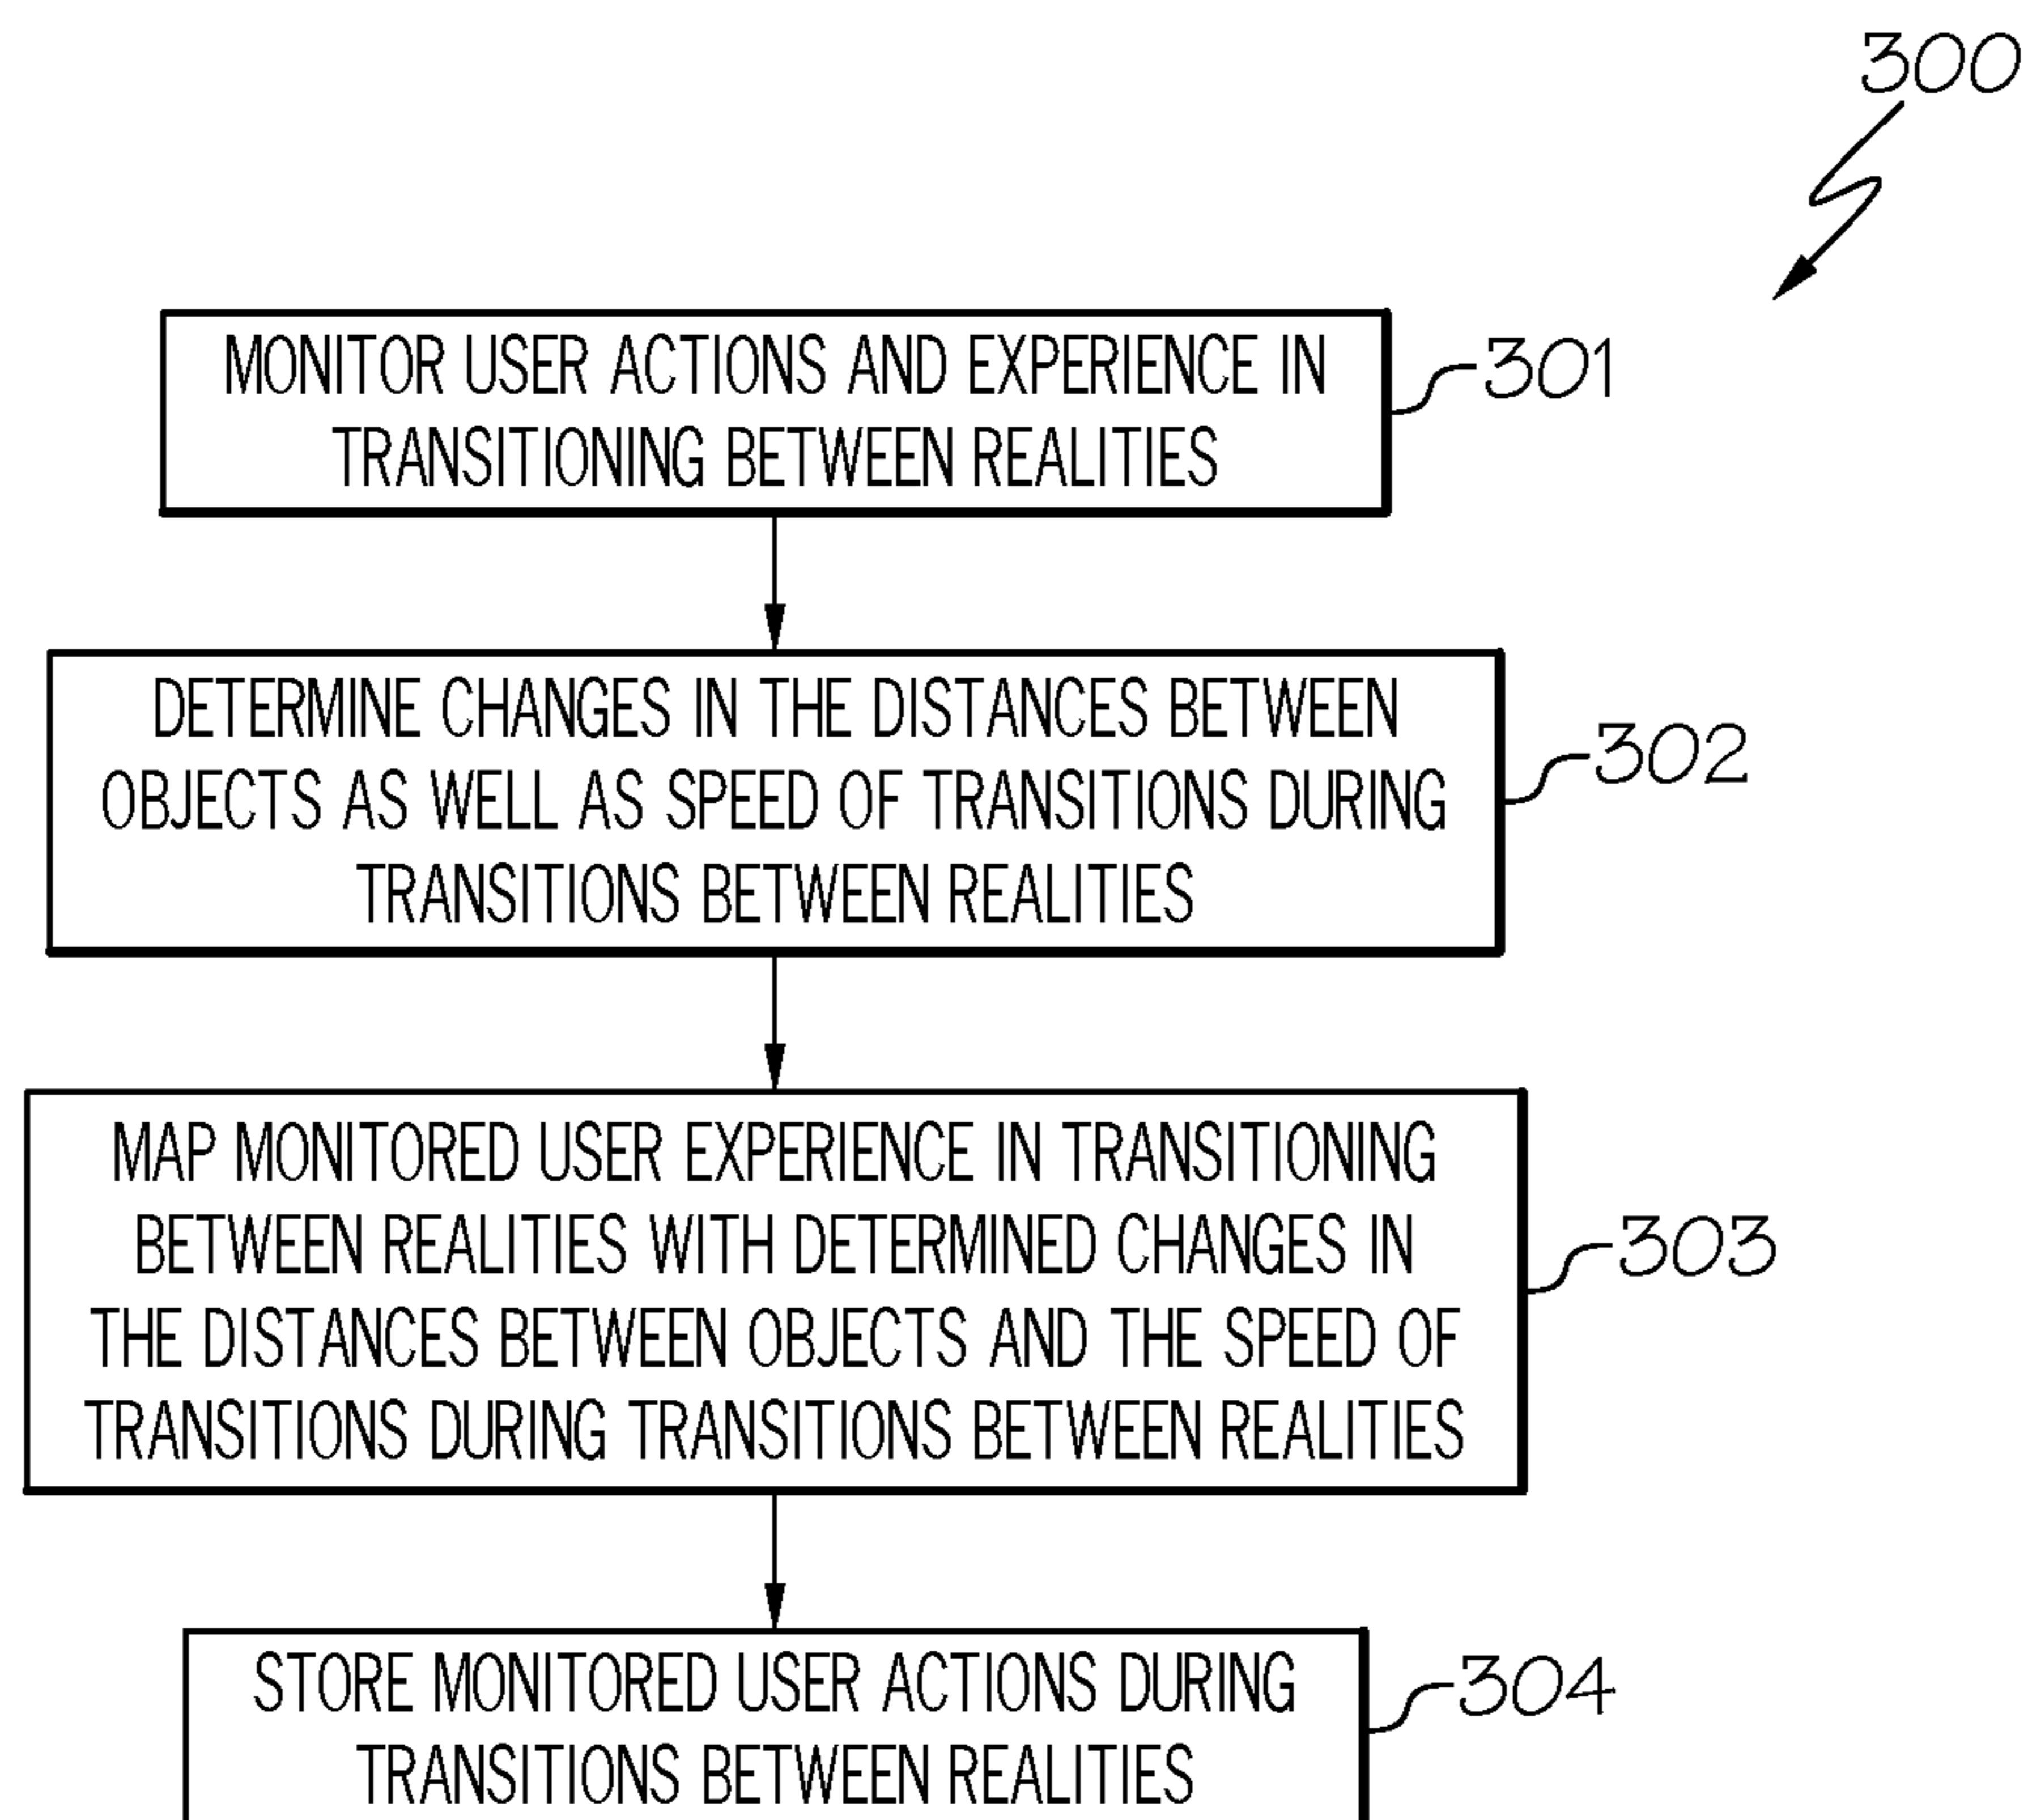 300
MONITOR USER ACTIONS AND EXPERIENCE IN
TRANSITIONING BETWEEN REALITIES
301
DETERMINE CHANGES IN THE DISTANCES BETWEEN
OBJECTS AS WELL AS SPEED OF TRANSITIONS DURING
TRANSITIONS BETWEEN REALITIES
302
MAP MONITORED USER EXPERIENCE IN TRANSITIONING
BETWEEN REALITIES WITH DETERMINED CHANGES IN
THE DISTANCES BETWEEN OBJECTS AND THE SPEED OF
TRANSITIONS DURING TRANSITIONS BETWEEN REALITIES
303
STORE MONITORED USER ACTIONS DURING
TRANSITIONS BETWEEN REALITIES
304